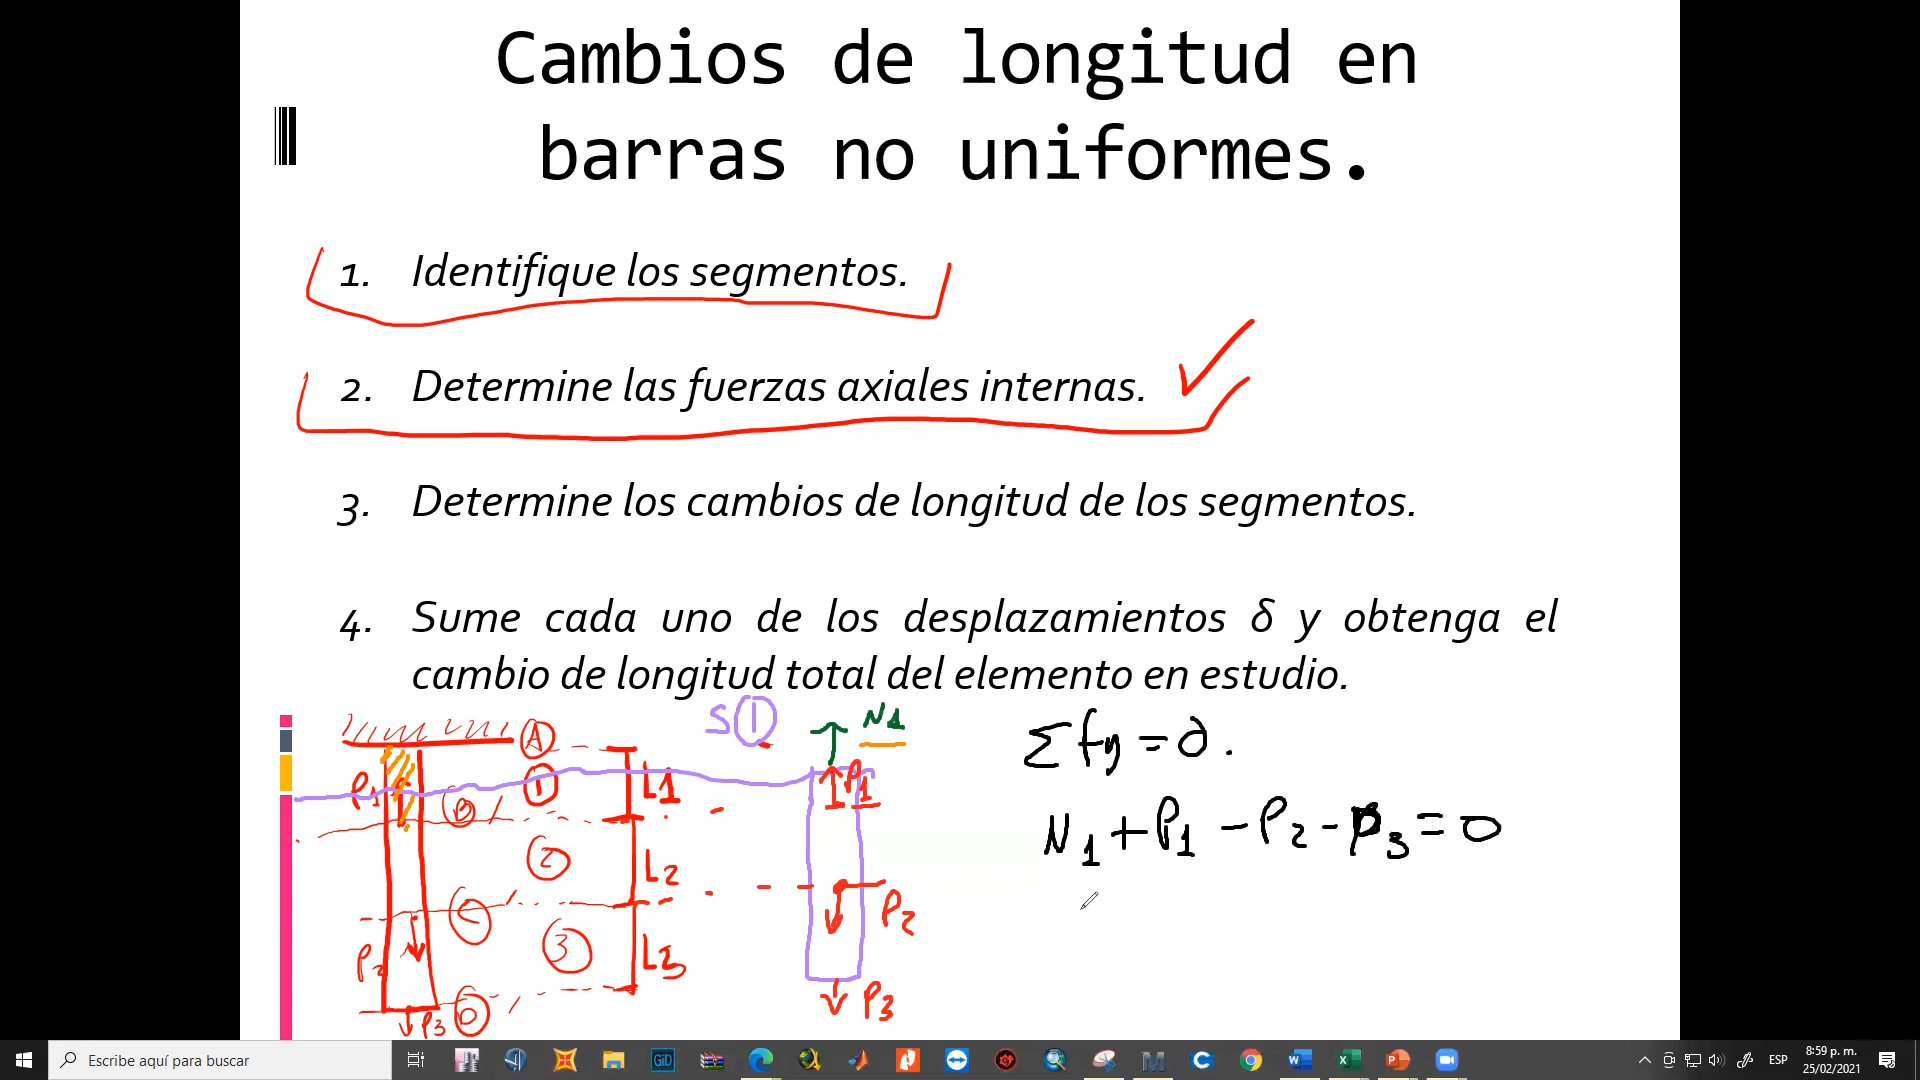 Cambios de longitud en
barras no uniformes.
1. Identifique los segmentos.
2. Determine las fuerzas axiales internas.
3. Determine los cambios de longitud de los segmentos.
4. Sume cada uno de los desplazamientos δ y obtenga el
cambio de longitud total del elemento en estudio.
A
P1
B
1
L1
2
L2
C
P2
3
L3
D
P3
S 1
N1
P1
P2
P3
Σ fy = 0.
N1 + P1 - P2 - P3 = 0
Escribe aquí para buscar
GiD
ESP
8:59 p. m.
25/02/2021